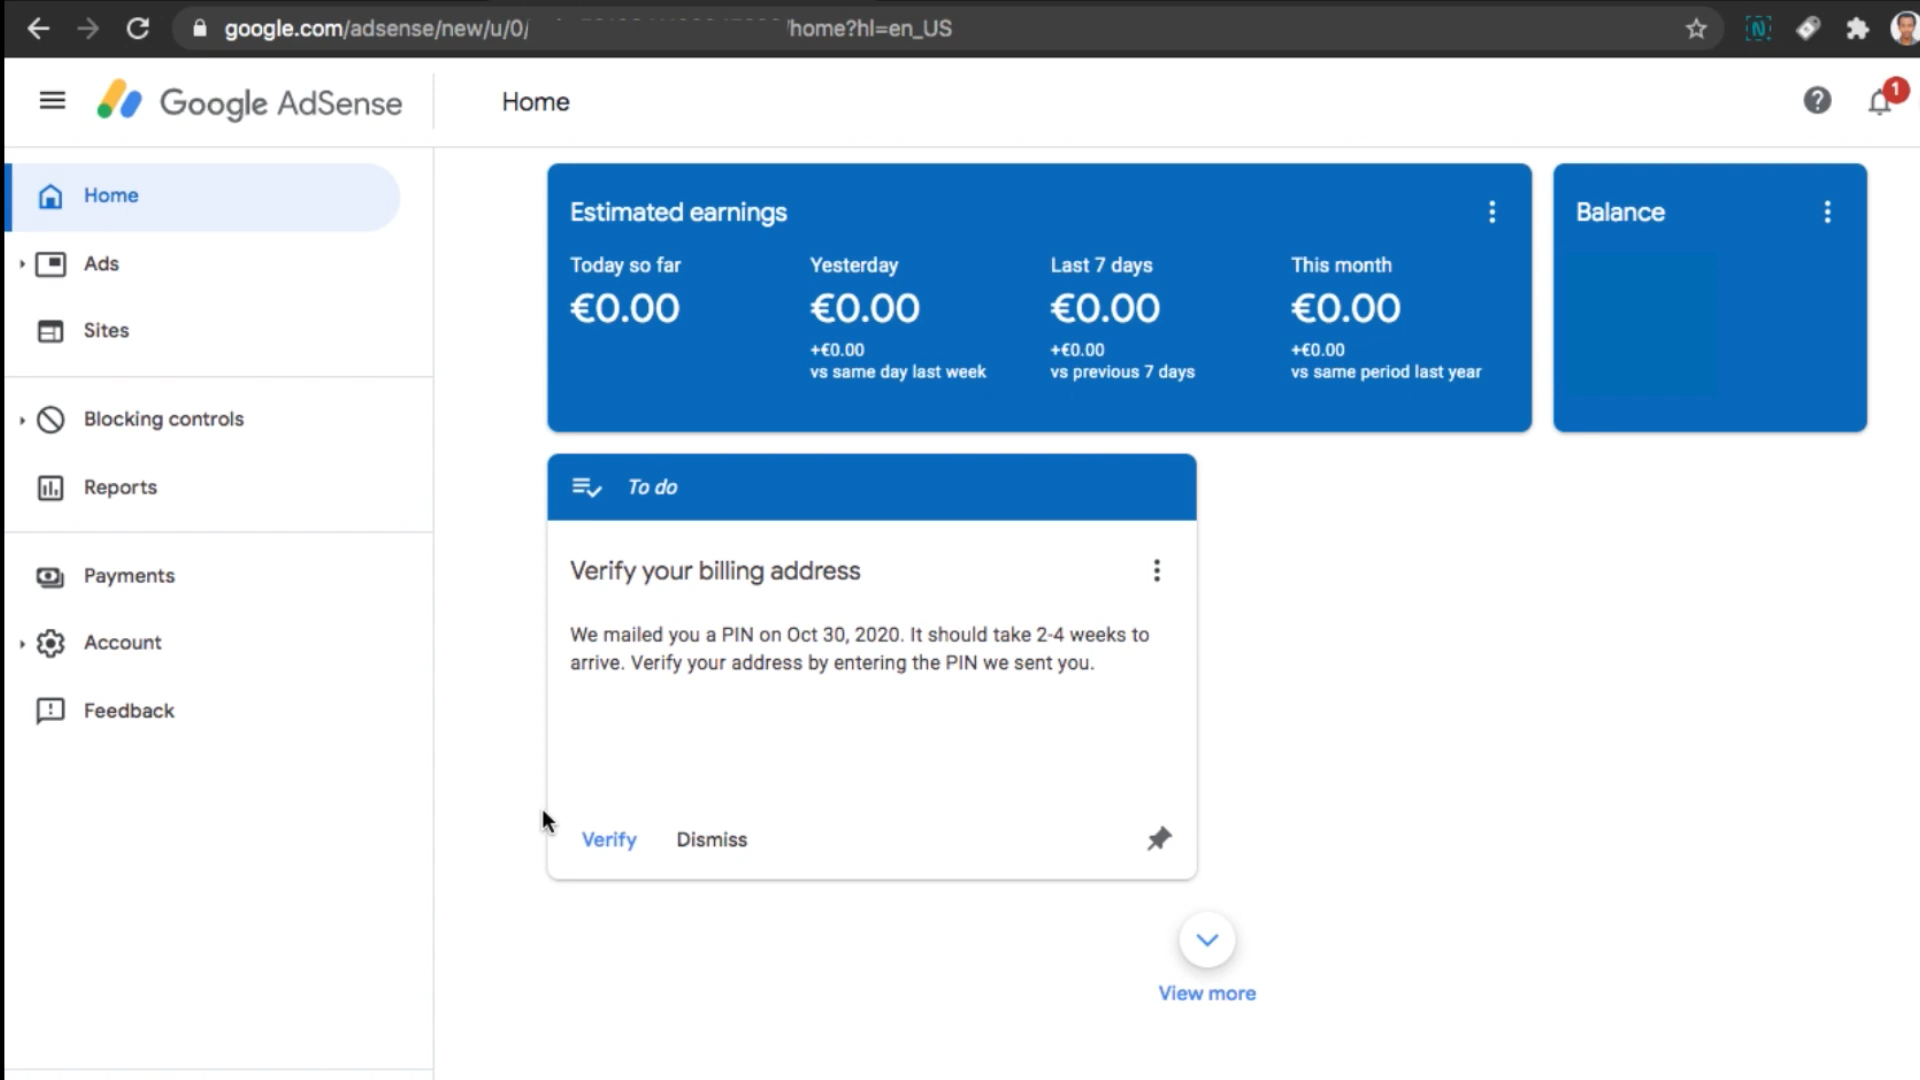 google.com/adsense/new/u/0/ /home?hl=en_US
Google AdSense
Home
1
Home
Ads
Sites
Blocking controls
Reports
Payments
Account
Feedback
Estimated earnings
Today so far
€0.00
Yesterday
€0.00
+€0.00
vs same day last week
Last 7 days
€0.00
+€0.00
vs previous 7 days
This month
€0.00
+€0.00
vs same period last year
Balance
To do
Verify your billing address
We mailed you a PIN on Oct 30, 2020. It should take 2-4 weeks to
arrive. Verify your address by entering the PIN we sent you.
Verify Dismiss
View more